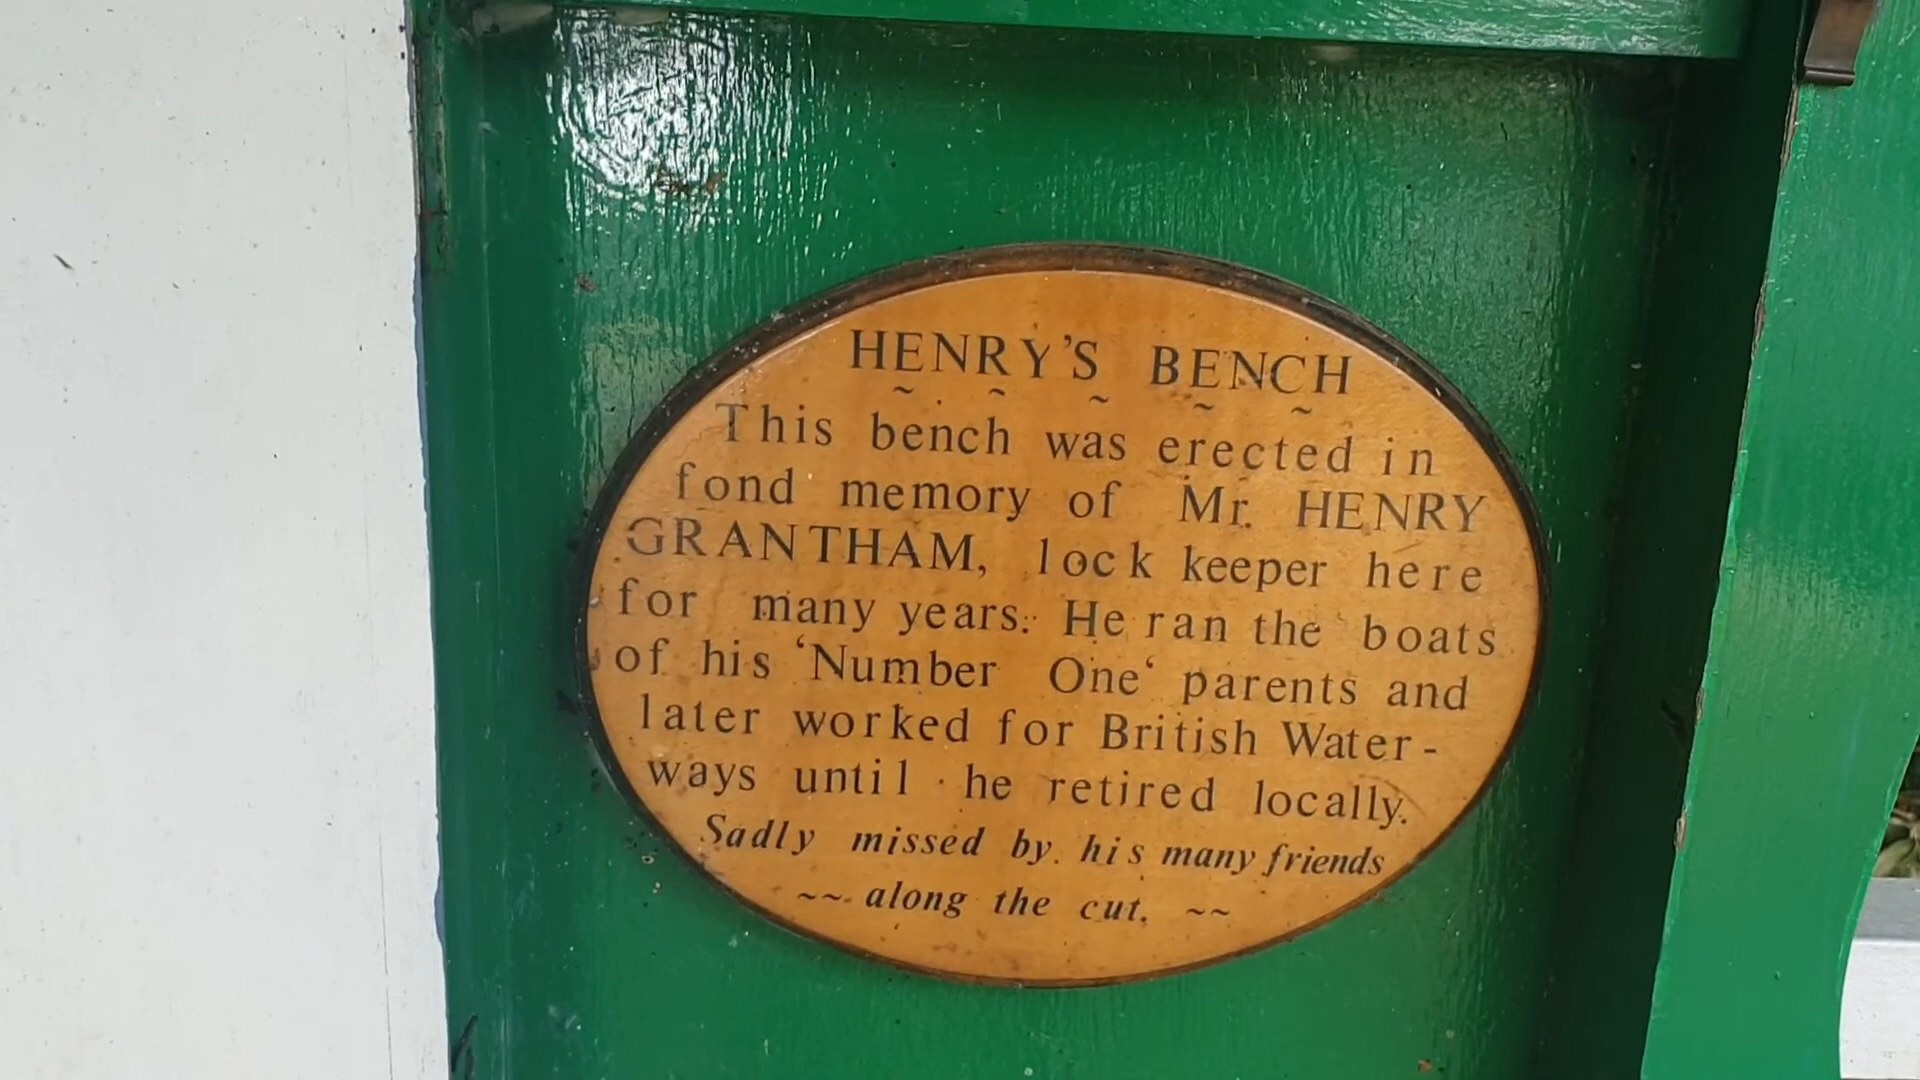 HENRY'S BENCH
~ ~ ~ ~ ~
This bench was erected in
fond memory of Mr. HENRY
GRANTHAM, lock keeper here
for many years. He ran the boats
of his ‘Number One‘ parents and
later worked for British Water-
ways until he retired locally.
Sadly missed by his many friends
~~ along the cut. ~~